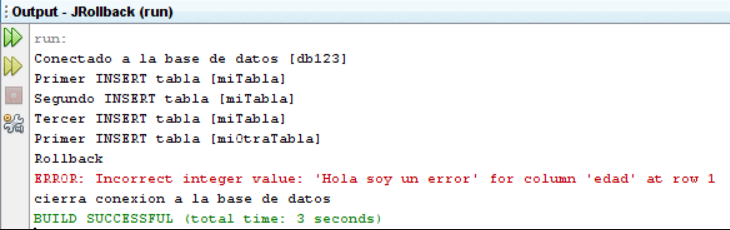 Output - JRollback (run)
run:
Conectado a la base de datos [db123]
Primer INSERT tabla [miTabla]
Segundo INSERT tabla [miTabla]
Tercer INSERT tabla [miTabla]
Primer INSERT tabla [miOtraTabla]
Rollback
ERROR: Incorrect integer value: 'Hola soy un error' for column 'edad' at row 1
cierra conexion a la base de datos
BUILD SUCCESSFUL (total time: 3 seconds)